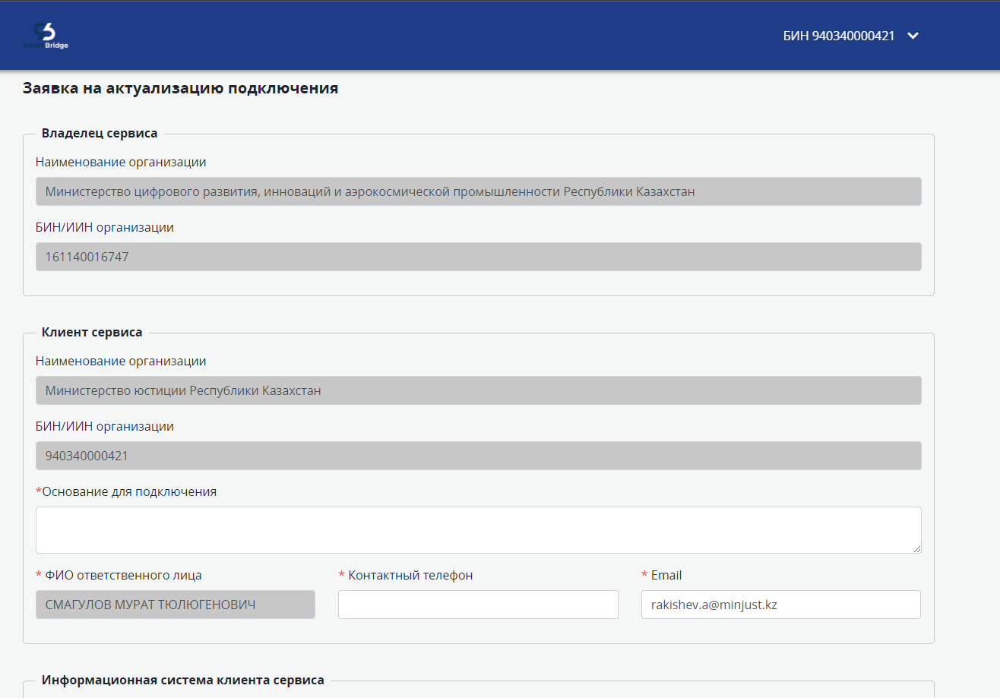 Smart Bridge
БИН 940340000421
Заявка на актуализацию подключения
Владелец сервиса
Наименование организации
Министерство цифрового развития, инноваций и аэрокосмической промышленности Республики Казахстан
БИН/ИИН организации
161140016747
Клиент сервиса
Наименование организации
Министерство юстиции Республики Казахстан
БИН/ИИН организации
940340000421
*Основание для подключения
* ФИО ответственного лица * Контактный телефон * Email
СМАГУЛОВ МУРАТ ТЮЛЮГЕНОВИЧ rakishev.a@minjust.kz
Информационная система клиента сервиса